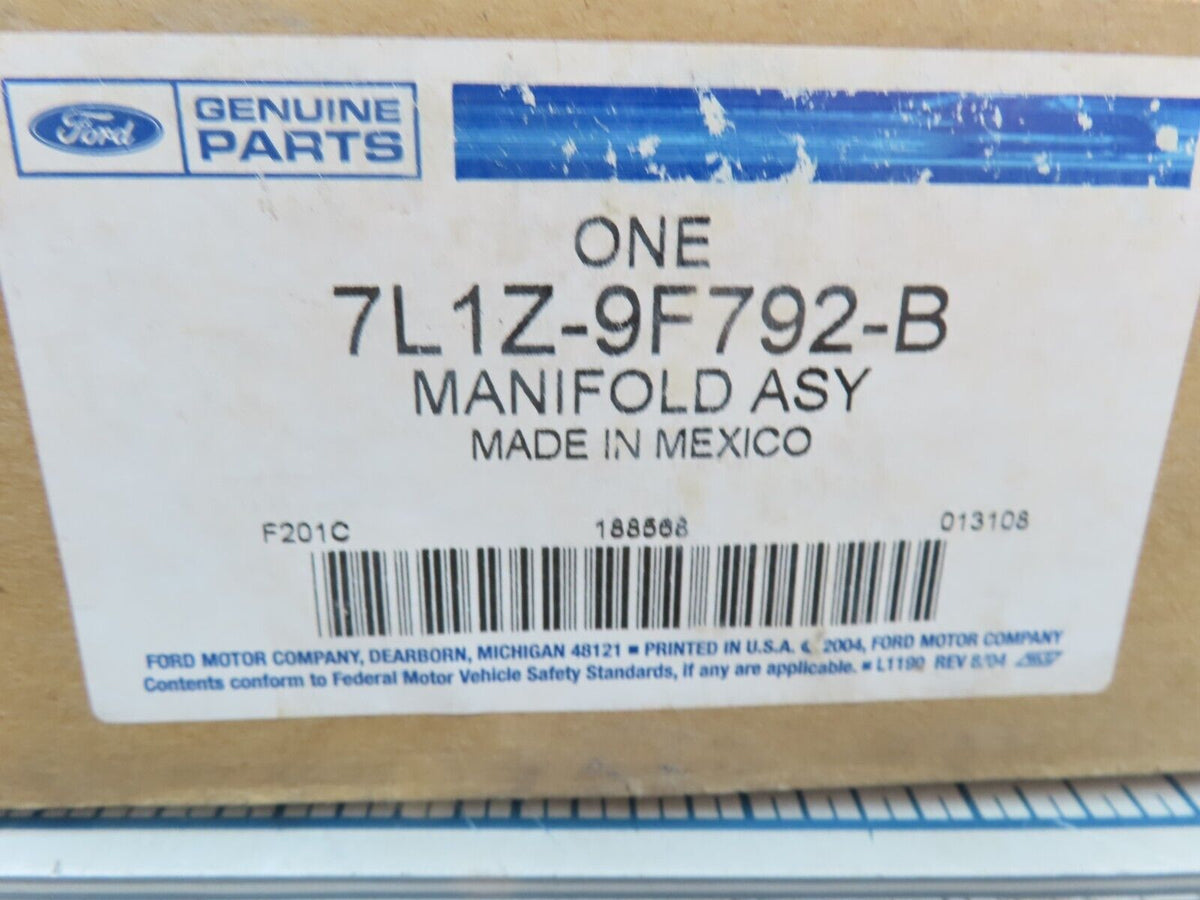 Ford
GENUINE
PARTS
ONE
7L1Z-9F792-B
MANIFOLD ASY
MADE IN MEXICO
F201C 188568 013108
FORD MOTOR COMPANY, DEARBORN, MICHIGAN 48121 ▪ PRINTED IN U.S.A. 2004, FORD MOTOR COMPANY
Contents conform to Federal Motor Vehicle Safety Standards, if any are applicable. ▪ L1190 REV 8/04